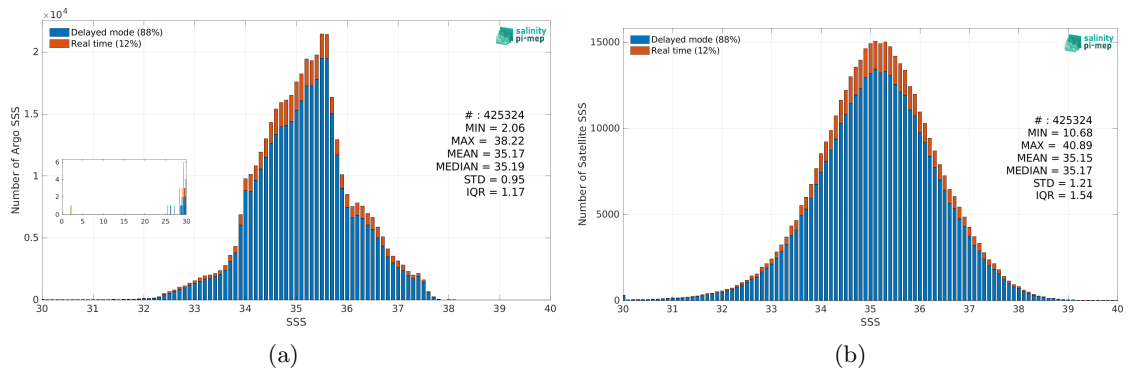 ×10⁴
Delayed mode (88%)
Real time (12%)
salinity
pi-mep
# : 425324
MIN = 2.06
MAX = 38.22
MEAN = 35.17
MEDIAN = 35.19
STD = 0.95
IQR = 1.17
Number of Argo SSS
2
1.5
1
0.5
0
6
4
2
0
0 5 10 15 20 25 30
30 31 32 33 34 35 36 37 38 39 40
SSS
(a)
Delayed mode (88%)
Real time (12%)
salinity
pi-mep
# : 425324
MIN = 10.68
MAX = 40.89
MEAN = 35.15
MEDIAN = 35.17
STD = 1.21
IQR = 1.54
Number of Satellite SSS
15000
10000
5000
0
30 31 32 33 34 35 36 37 38 39 40
SSS
(b)